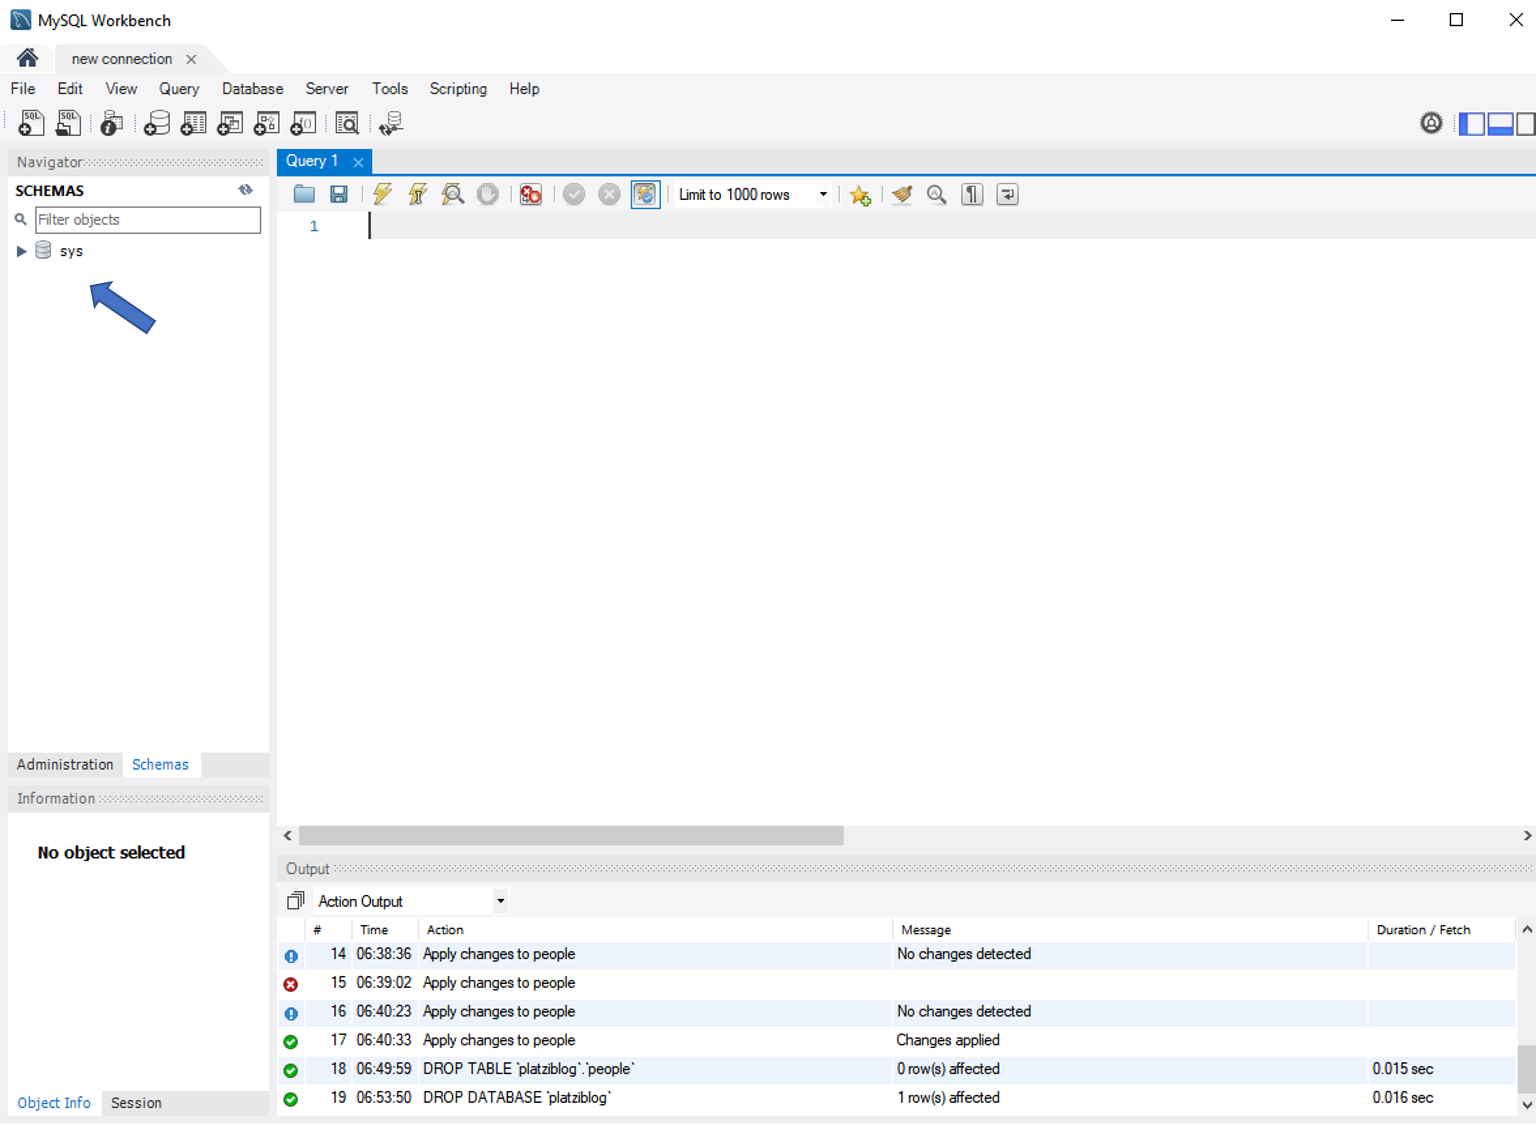 MySQL Workbench
new connection
File Edit View Query Database Server Tools Scripting Help
Navigator
Query 1
SCHEMAS
Limit to 1000 rows
Filter objects
1
sys
Administration Schemas
Information
No object selected
Output
Action Output
# Time Action Message Duration / Fetch
14 06:38:36 Apply changes to people No changes detected
15 06:39:02 Apply changes to people
16 06:40:23 Apply changes to people No changes detected
17 06:40:33 Apply changes to people Changes applied
18 06:49:59 DROP TABLE `platziblog`.`people` 0 row(s) affected 0.015 sec
19 06:53:50 DROP DATABASE `platziblog` 1 row(s) affected 0.016 sec
Object Info Session